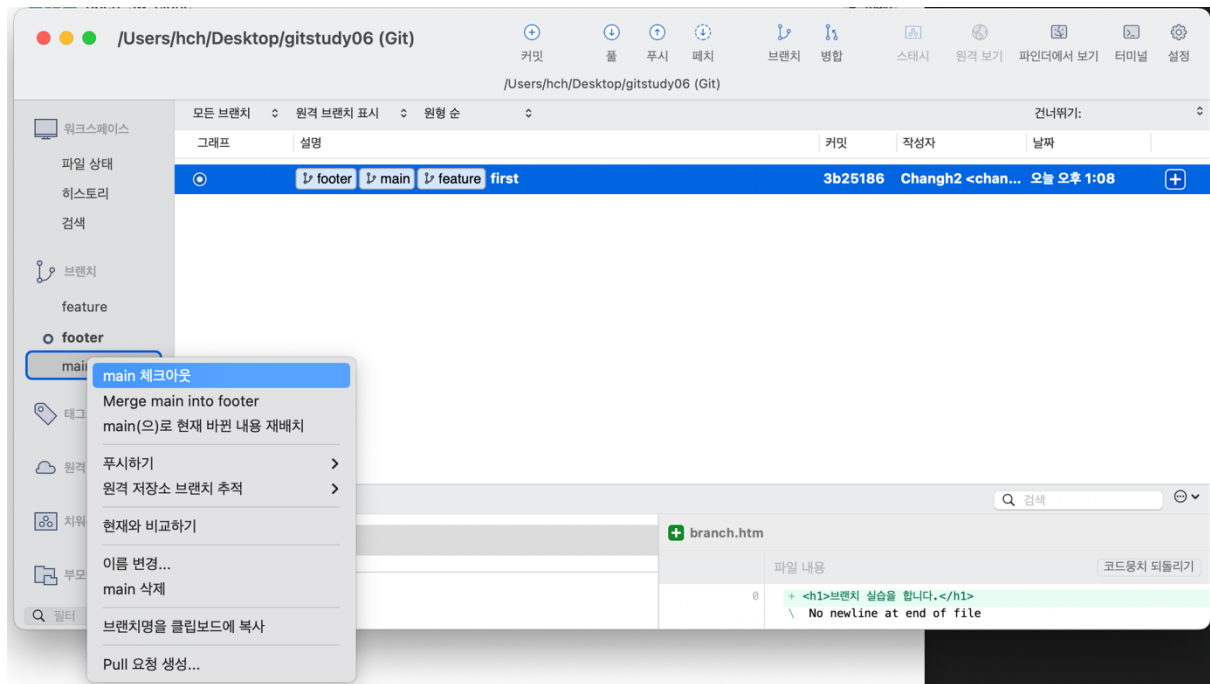 /Users/hch/Desktop/gitstudy06 (Git)
커밋
풀
푸시
페치
브랜치
병합
스태시
원격 보기
파인더에서 보기
터미널
설정
/Users/hch/Desktop/gitstudy06 (Git)
워크스페이스
파일 상태
히스토리
검색
브랜치
feature
footer
main
모든 브랜치
원격 브랜치 표시
원형 순
건너뛰기:
그래프
설명
커밋
작성자
날짜
footer main feature first 3b25186 Changh2 <chan... 오늘 오후 1:08
main 체크아웃
Merge main into footer
main(으)로 현재 바뀐 내용 재배치
푸시하기
원격 저장소 브랜치 추적
현재와 비교하기
이름 변경...
main 삭제
브랜치명을 클립보드에 복사
Pull 요청 생성...
태그
원격
부모
필터
검색
branch.htm
파일 내용
코드뭉치 되돌리기
0 + <h1>브랜치 실습을 합니다.</h1>
\ No newline at end of file